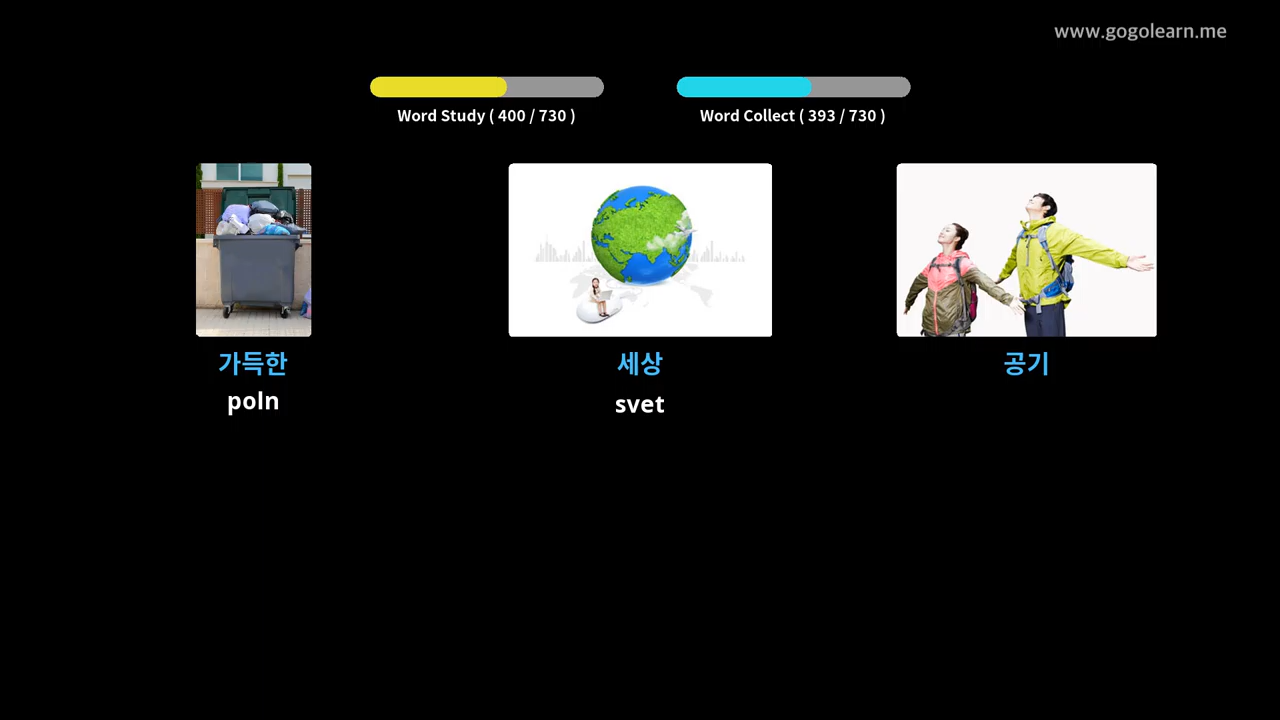 www.gogolearn.me
Word Study ( 400 / 730 )
Word Collect ( 393 / 730 )
가득한
세상
공기
poln
svet